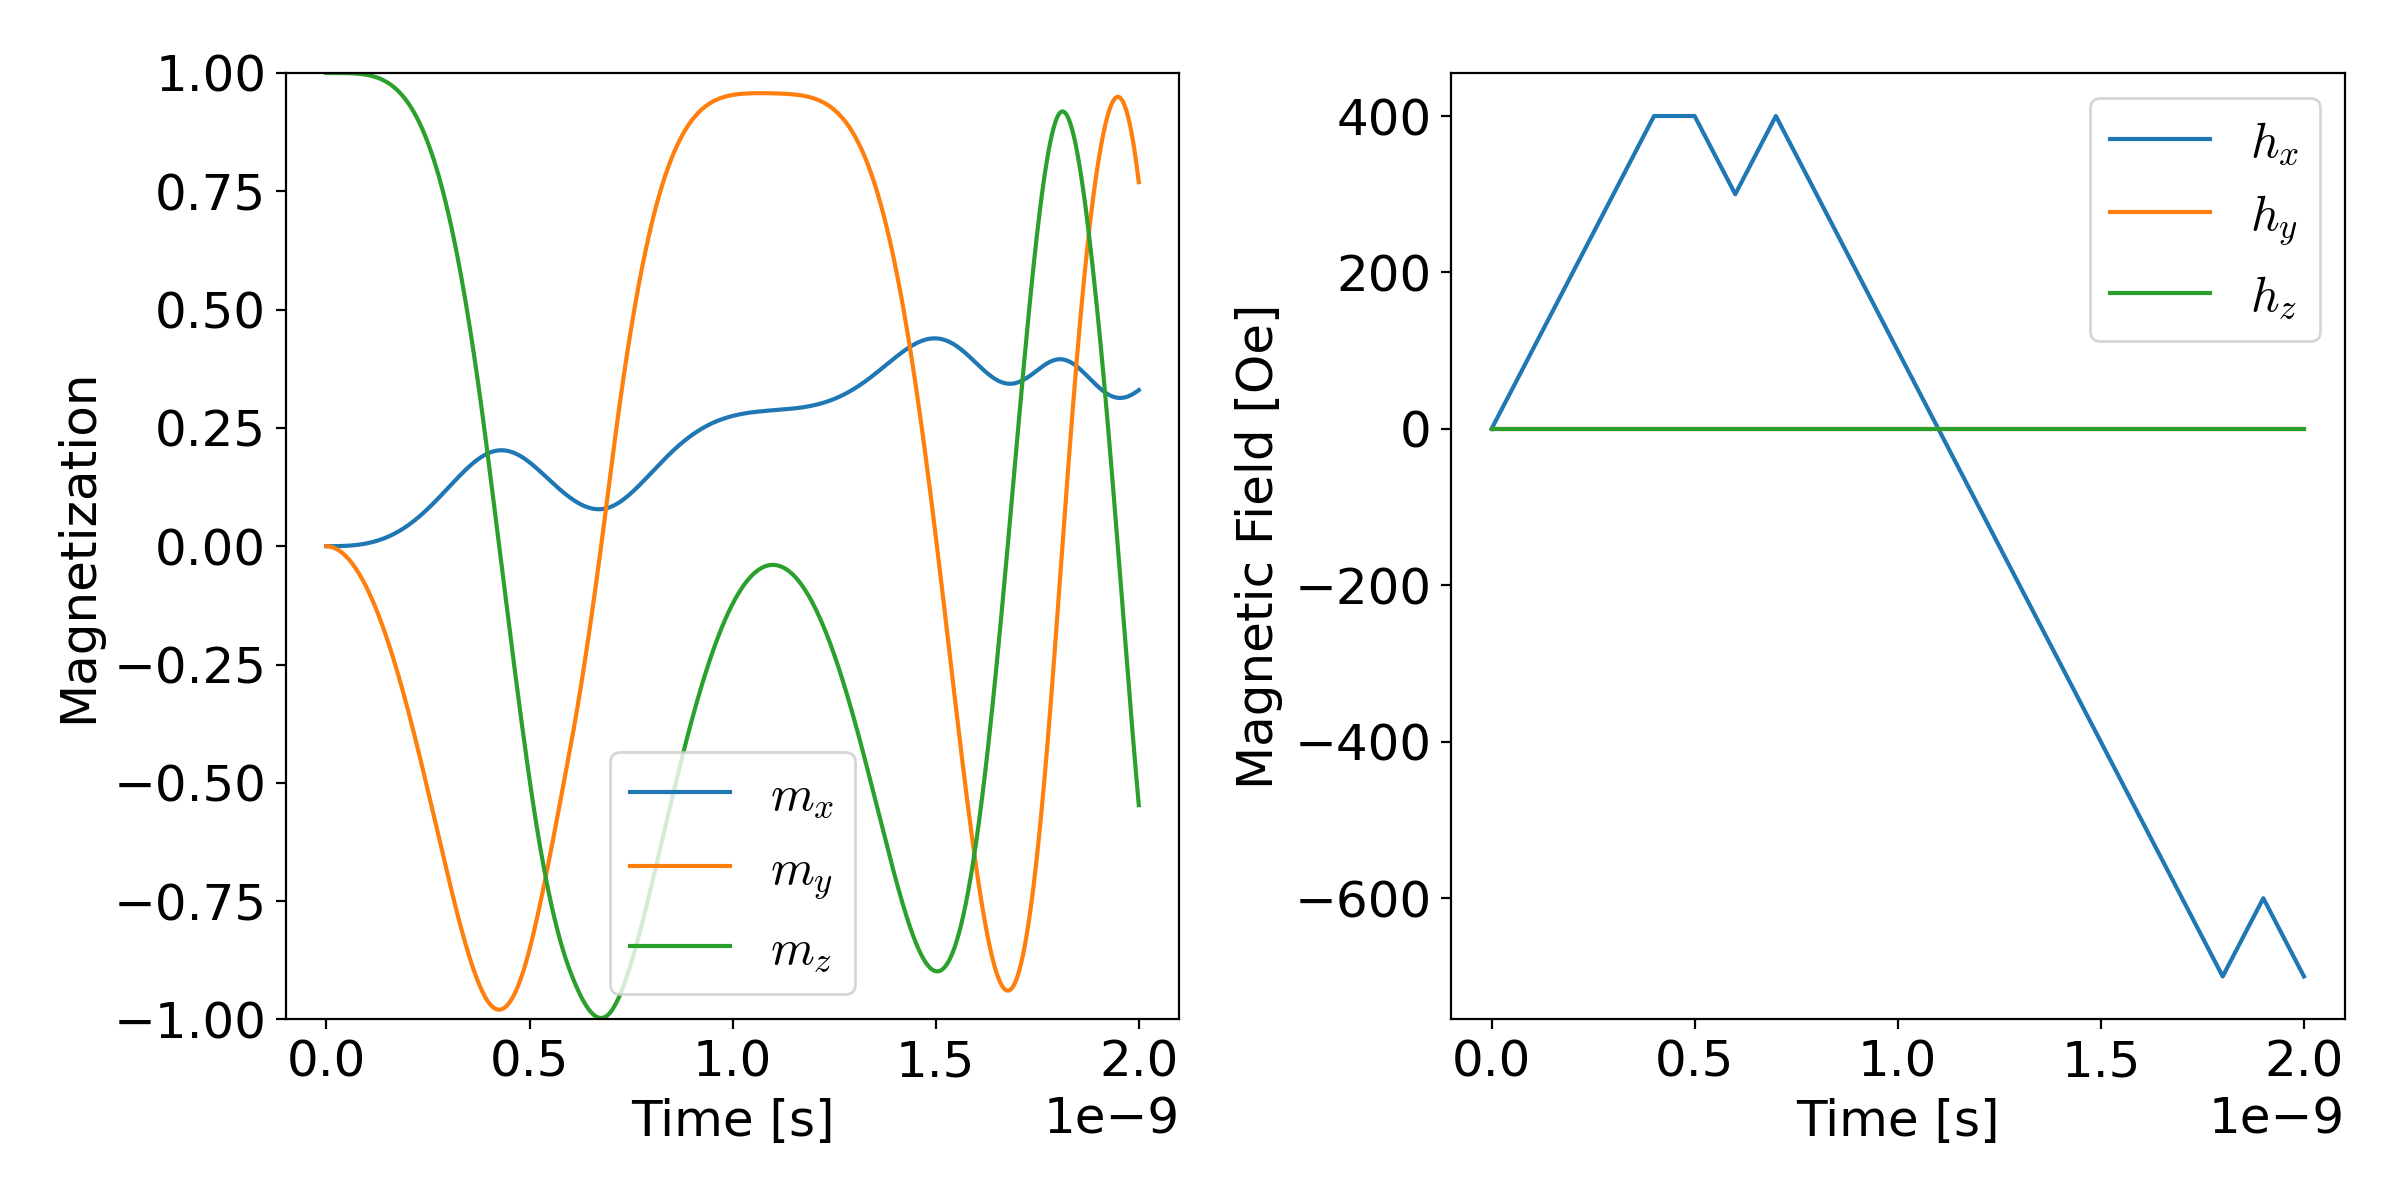 1.00
0.75
0.50
0.25
0.00
−0.25
−0.50
−0.75
−1.00
Magnetization
0.0 0.5 1.0 1.5 2.0
Time [s]
1e−9
m_x
m_y
m_z
400
200
0
−200
−400
−600
Magnetic Field [Oe]
0.0 0.5 1.0 1.5 2.0
Time [s]
1e−9
h_x
h_y
h_z